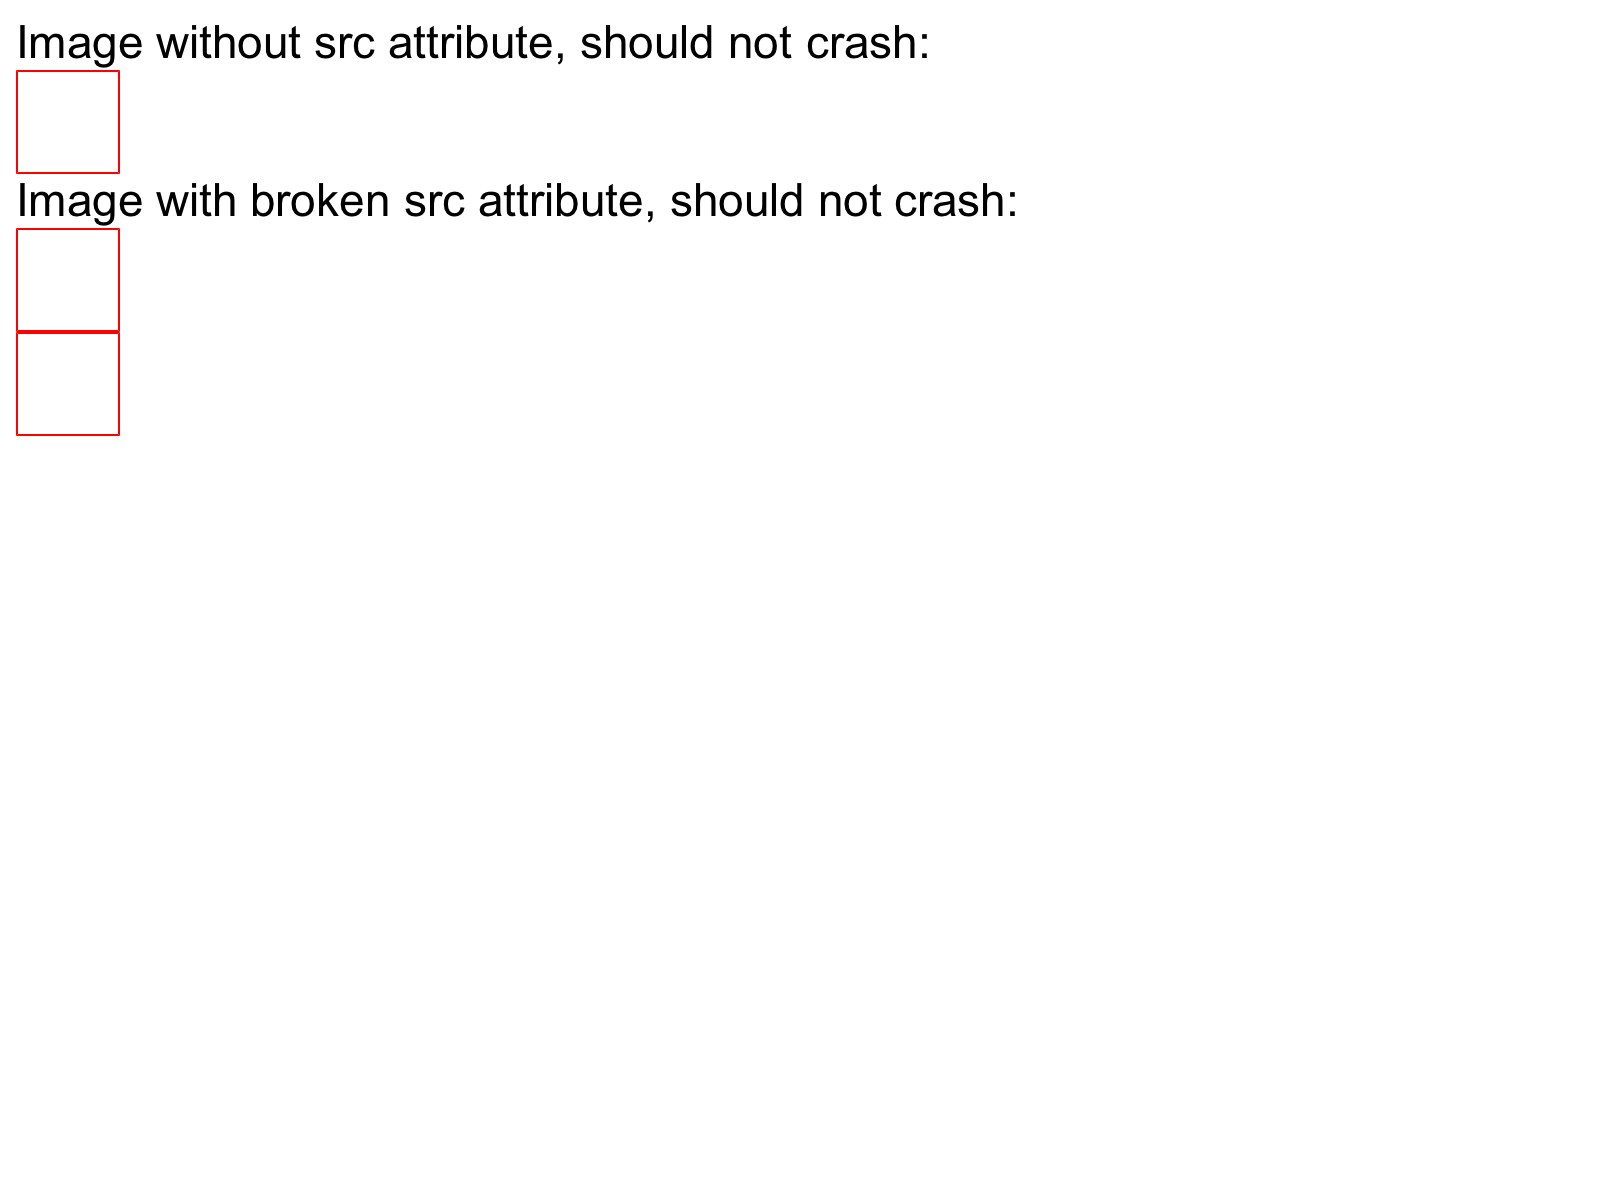 Image without src attribute, should not crash:
Image with broken src attribute, should not crash: